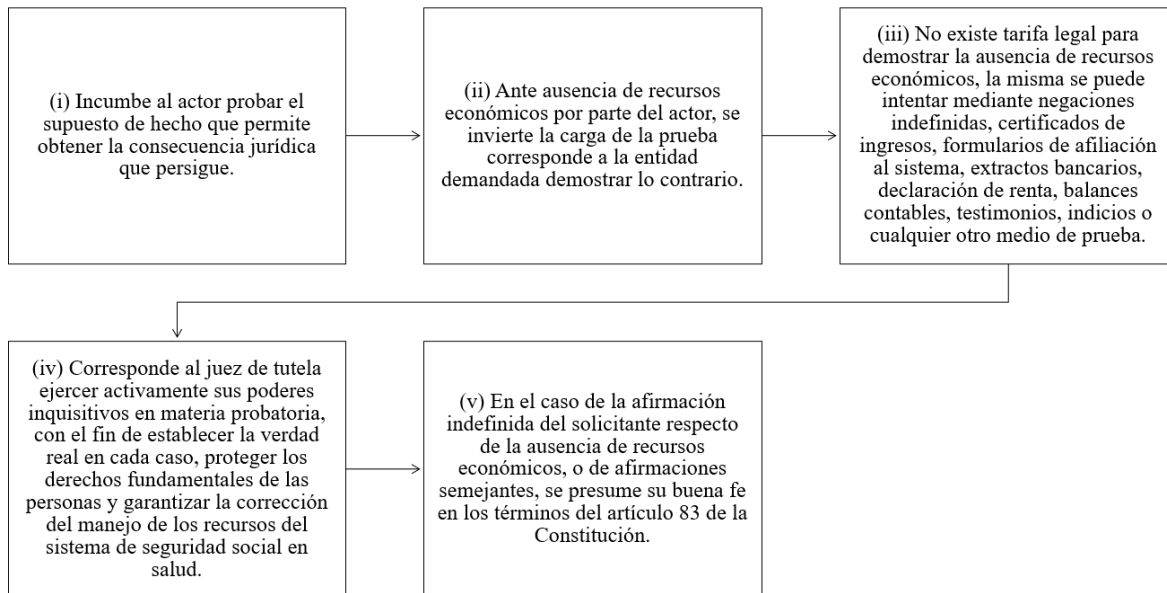 (i) Incumbe al actor probar el
supuesto de hecho que permite
obtener la consecuencia jurídica
que persigue.
(ii) Ante ausencia de recursos
económicos por parte del actor, se
invierte la carga de la prueba
corresponde a la entidad
demandada demostrar lo contrario.
(iii) No existe tarifa legal para
demostrar la ausencia de recursos
económicos, la misma se puede
intentar mediante negaciones
indefinidas, certificados de
ingresos, formularios de afiliación
al sistema, extractos bancarios,
declaración de renta, balances
contables, testimonios, indicios o
cualquier otro medio de prueba.
(iv) Corresponde al juez de tutela
ejercer activamente sus poderes
inquisitivos en materia probatoria,
con el fin de establecer la verdad
real en cada caso, proteger los
derechos fundamentales de las
personas y garantizar la corrección
del manejo de los recursos del
sistema de seguridad social en
salud.
(v) En el caso de la afirmación
indefinida del solicitante respecto
de la ausencia de recursos
económicos, o de afirmaciones
semejantes, se presume su buena fe
en los términos del artículo 83 de la
Constitución.